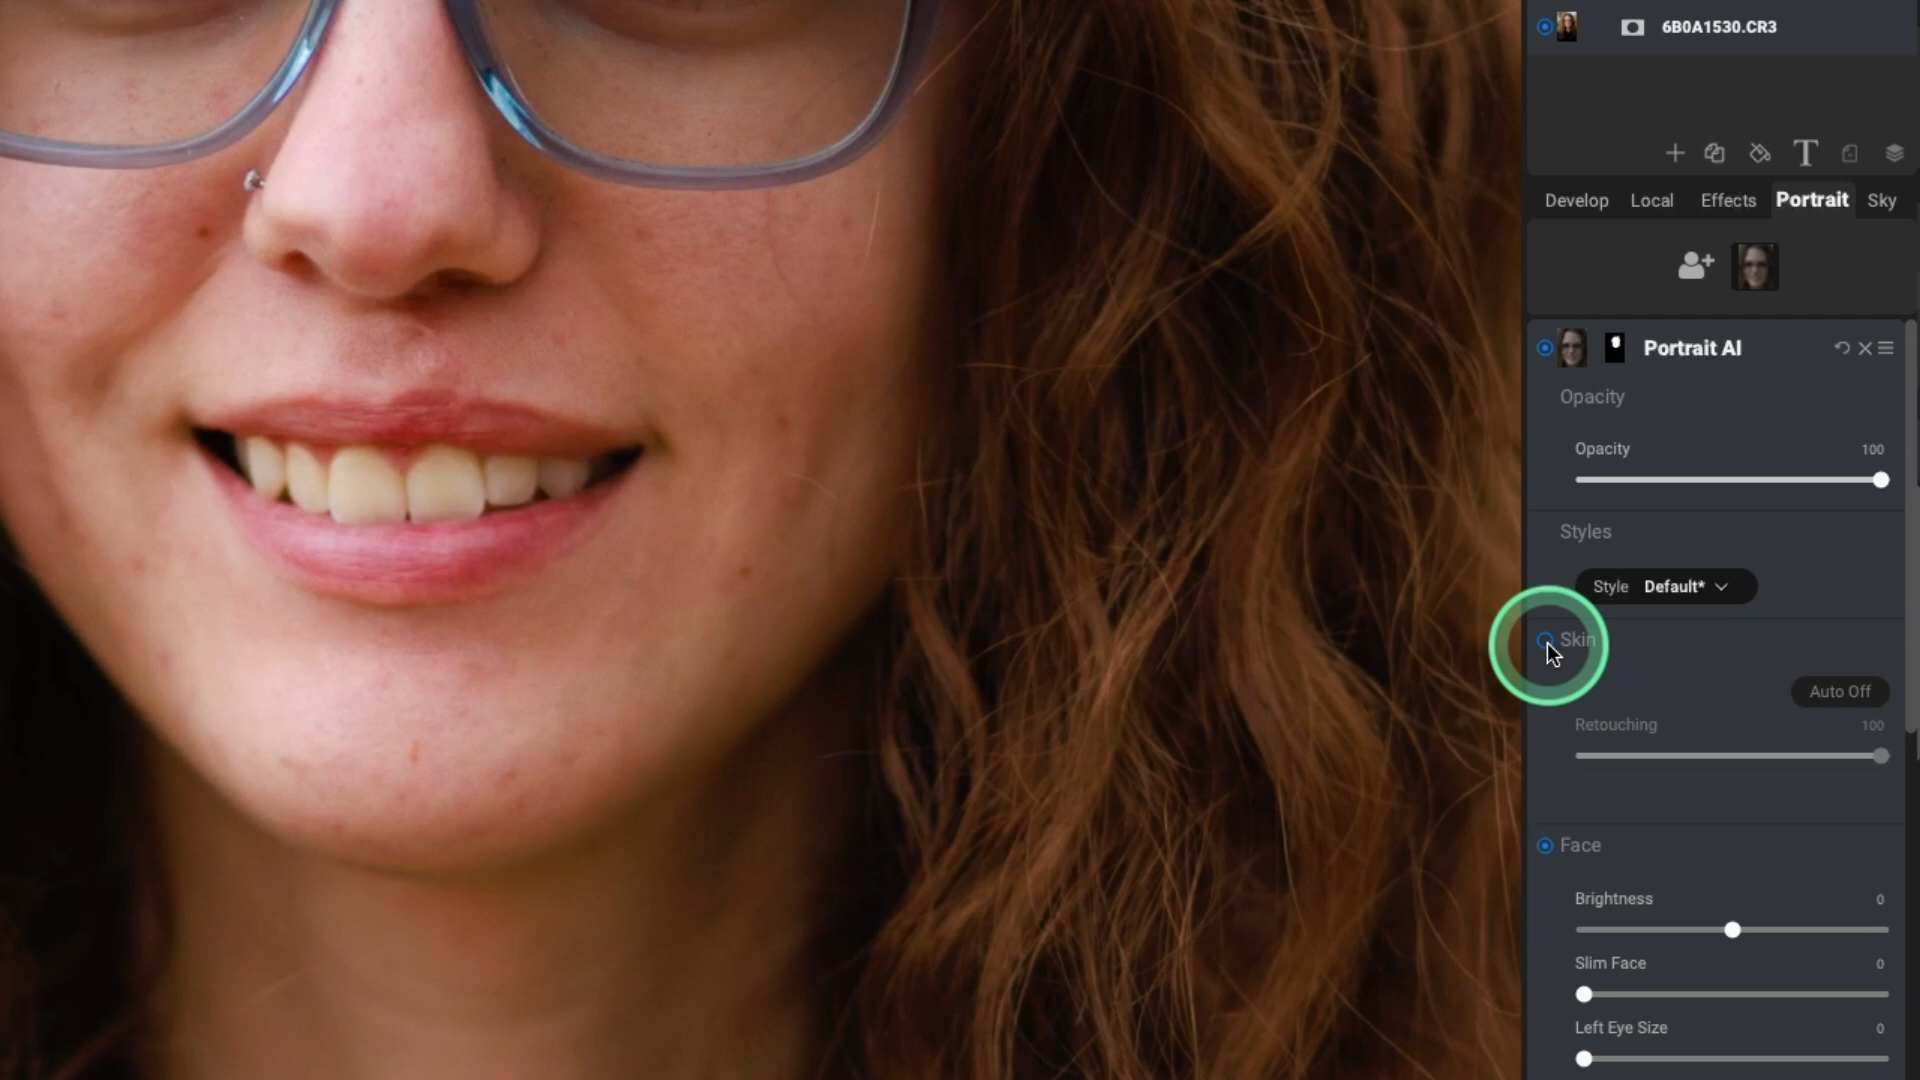 6B0A1530.CR3
T
Develop Local Effects Portrait Sky
Portrait AI
Opacity
Opacity 100
Styles
Style Default*
Skin
Auto Off
Retouching 100
Face
Brightness 0
Slim Face 0
Left Eye Size 0